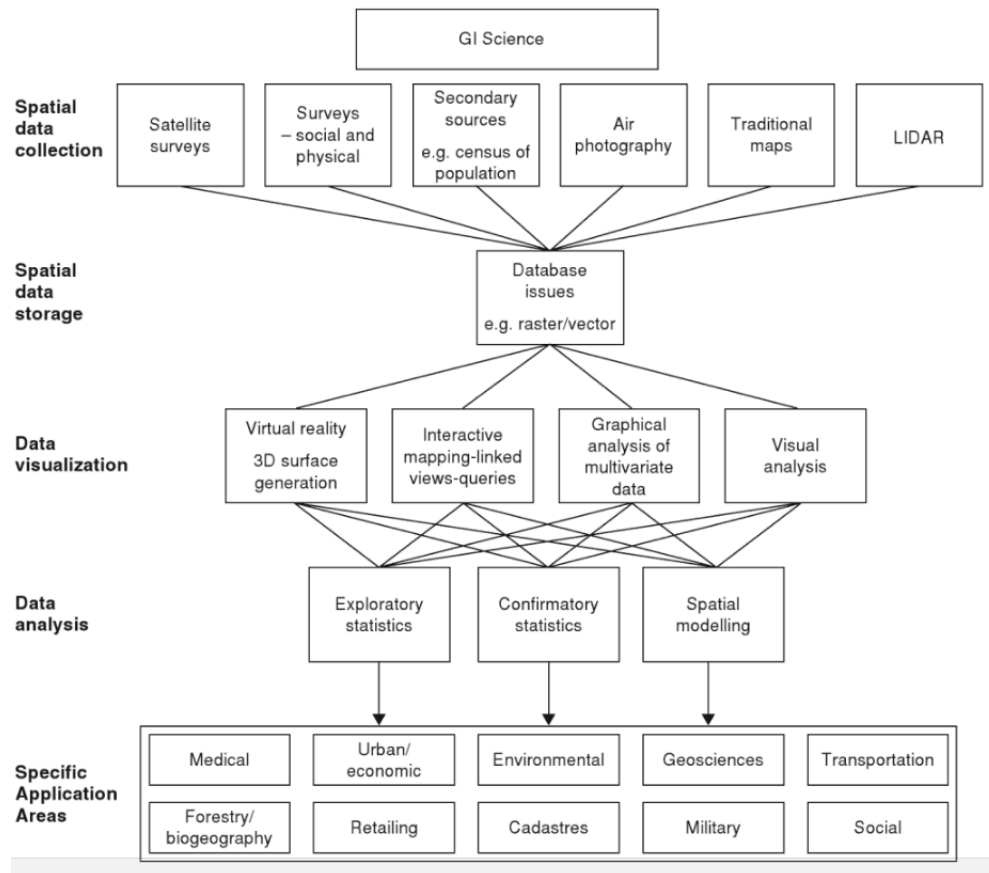 GI Science
Spatial
data
collection
Satellite
surveys
Surveys
– social and
physical
Secondary
sources
e.g. census of
population
Air
photography
Traditional
maps
LIDAR
Spatial
data
storage
Database
issues
e.g. raster/vector
Data
visualization
Virtual reality
3D surface
generation
Interactive
mapping-linked
views-queries
Graphical
analysis of
multivariate
data
Visual
analysis
Data
analysis
Exploratory
statistics
Confirmatory
statistics
Spatial
modelling
Specific
Application
Areas
Medical
Urban/
economic
Environmental
Geosciences
Transportation
Forestry/
biogeography
Retailing
Cadastres
Military
Social